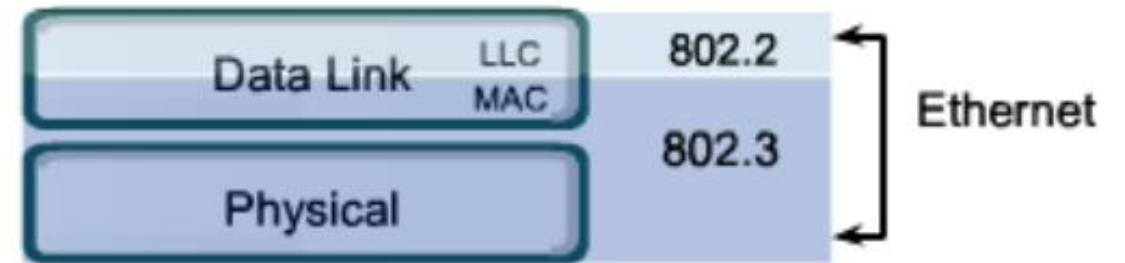 Data Link
LLC
MAC
802.2
802.3
Ethernet
Physical